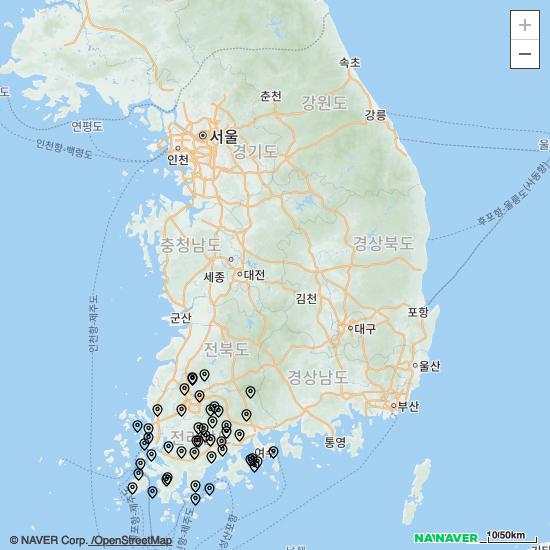 +
−
속초
도
춘천
강원도
강릉
연평도
서울
인천
경기도
인천항-백령도
울
후포항-울릉도(사동항)
충청남도
경상북도
세종
대전
김천
인천항-제주도
군산
포항
대구
전북도
울산
경상남도
부산
통영
여수
© NAVER Corp. /OpenStreetMap
NAVER
10/50km